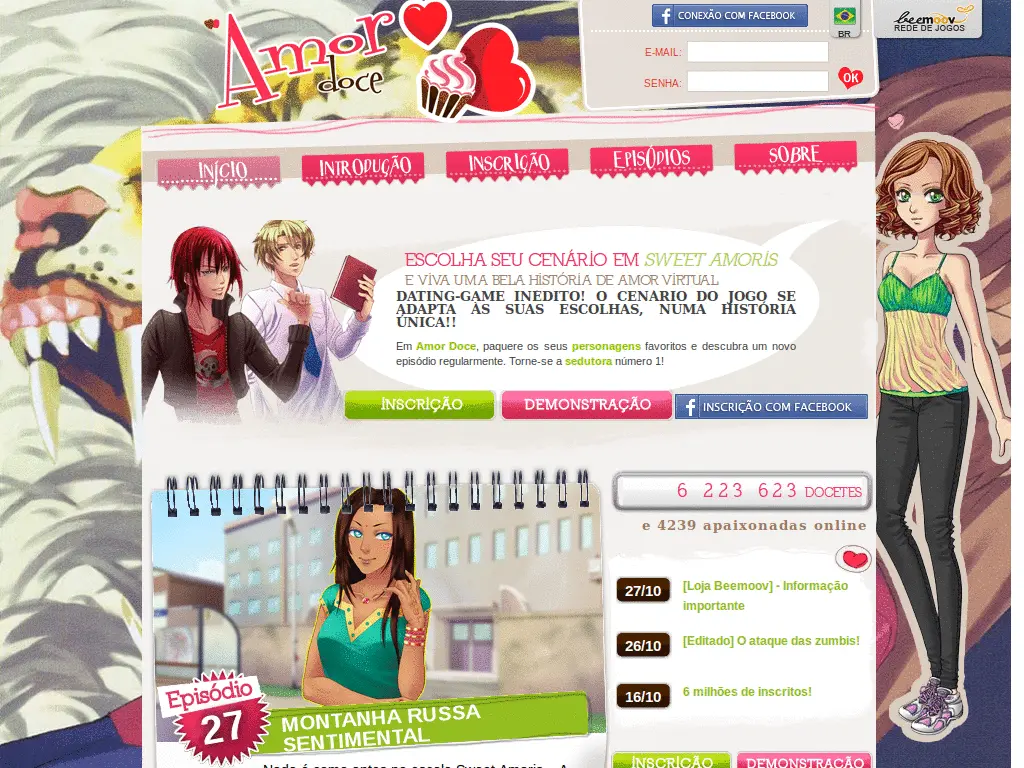 Amor
doce
CONEXÃO COM FACEBOOK
BR
beemoov
REDE DE JOGOS
E-MAIL:
SENHA:
OK
INÍCIO
INTRODUÇÃO
INSCRIÇÃO
EPISÓDIOS
SOBRE
ESCOLHA SEU CENÁRIO EM SWEET AMORIS
E VIVA UMA BELA HISTÓRIA DE AMOR VIRTUAL
DATING-GAME INEDITO! O CENARIO DO JOGO SE
ADAPTA ÀS SUAS ESCOLHAS, NUMA HISTÓRIA
ÚNICA!!
Em Amor Doce, paquere os seus personagens favoritos e descubra um novo
episódio regularmente. Torne-se a sedutora número 1!
INSCRIÇÃO
DEMONSTRAÇÃO
INSCRIÇÃO COM FACEBOOK
6 223 623 DOCETES
e 4239 apaixonadas online
27/10
[Loja Beemoov] - Informação
importante
26/10
[Editado] O ataque das zumbis!
16/10
6 milhões de inscritos!
Episódio
27
MONTANHA RUSSA
SENTIMENTAL
Nada é como antes na escola Sweet Amoris... A
INSCRIÇÃO
DEMONSTRAÇÃO